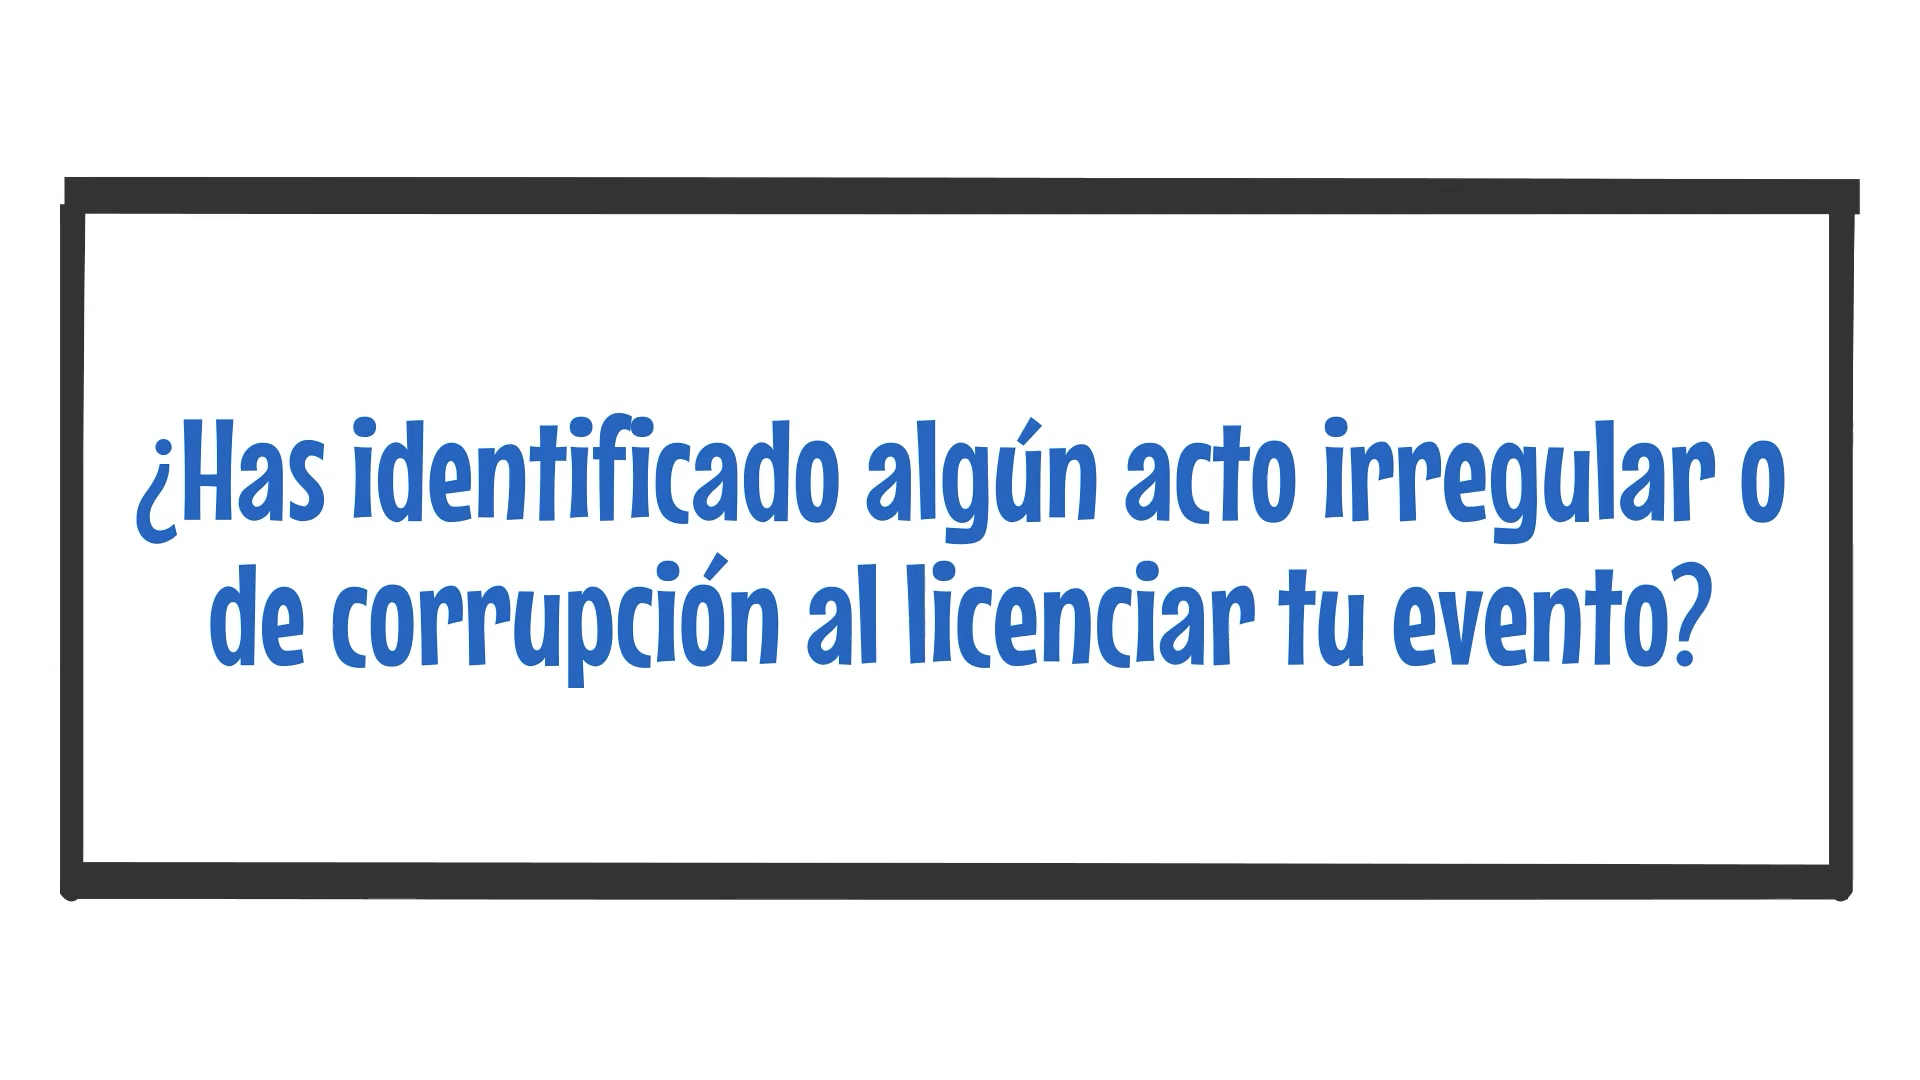 ¿Has identificado algún acto irregular o
de corrupción al licenciar tu evento?